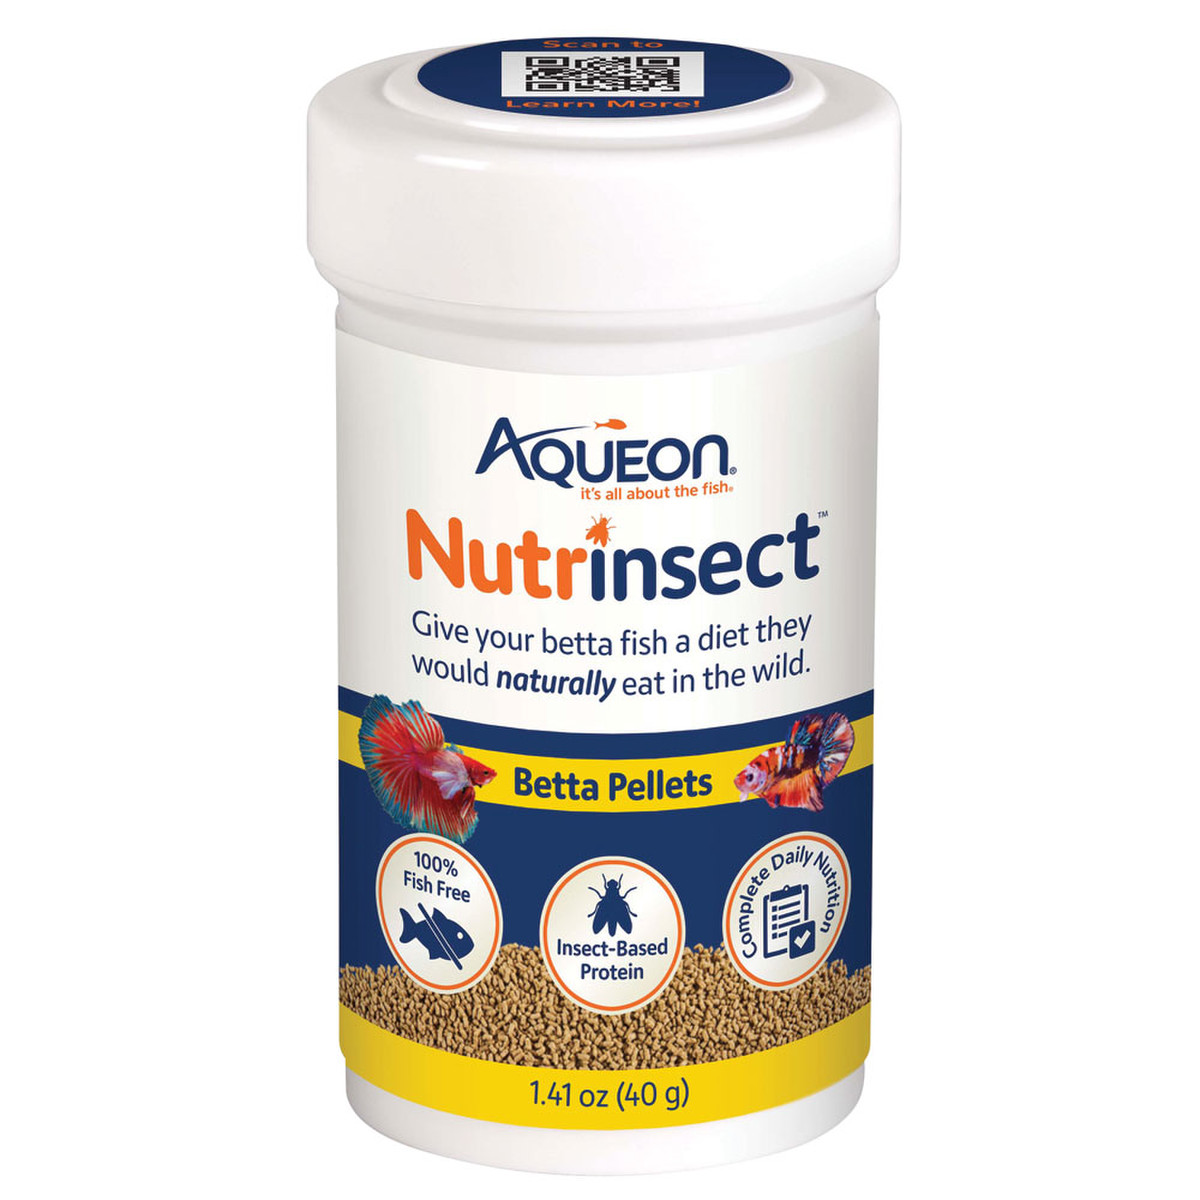 Scan to
Learn More!
AQUEON®
it's all about the fish®
Nutrinsect™
Give your betta fish a diet they
would naturally eat in the wild.
Betta Pellets
100%
Fish Free
Insect-Based
Protein
Complete Daily Nutrition
1.41 oz (40 g)